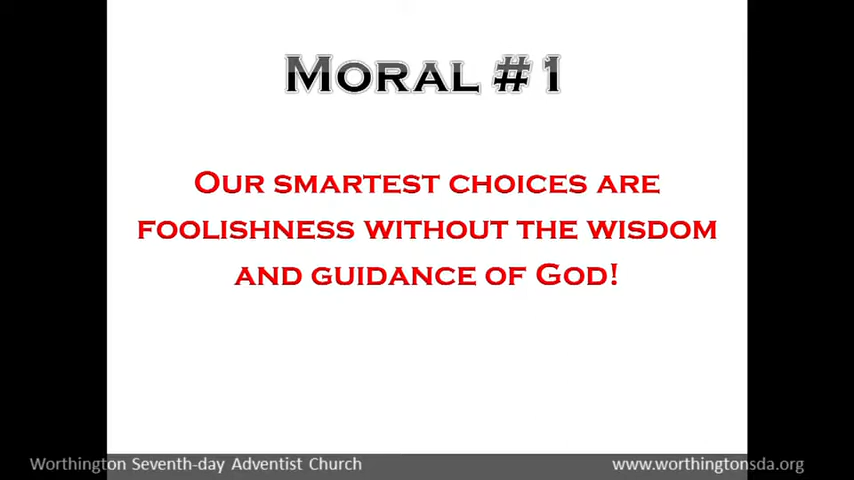 Moral #1
Our smartest choices are
foolishness without the wisdom
and guidance of God!
Worthington Seventh-day Adventist Church
www.worthingtonsda.org